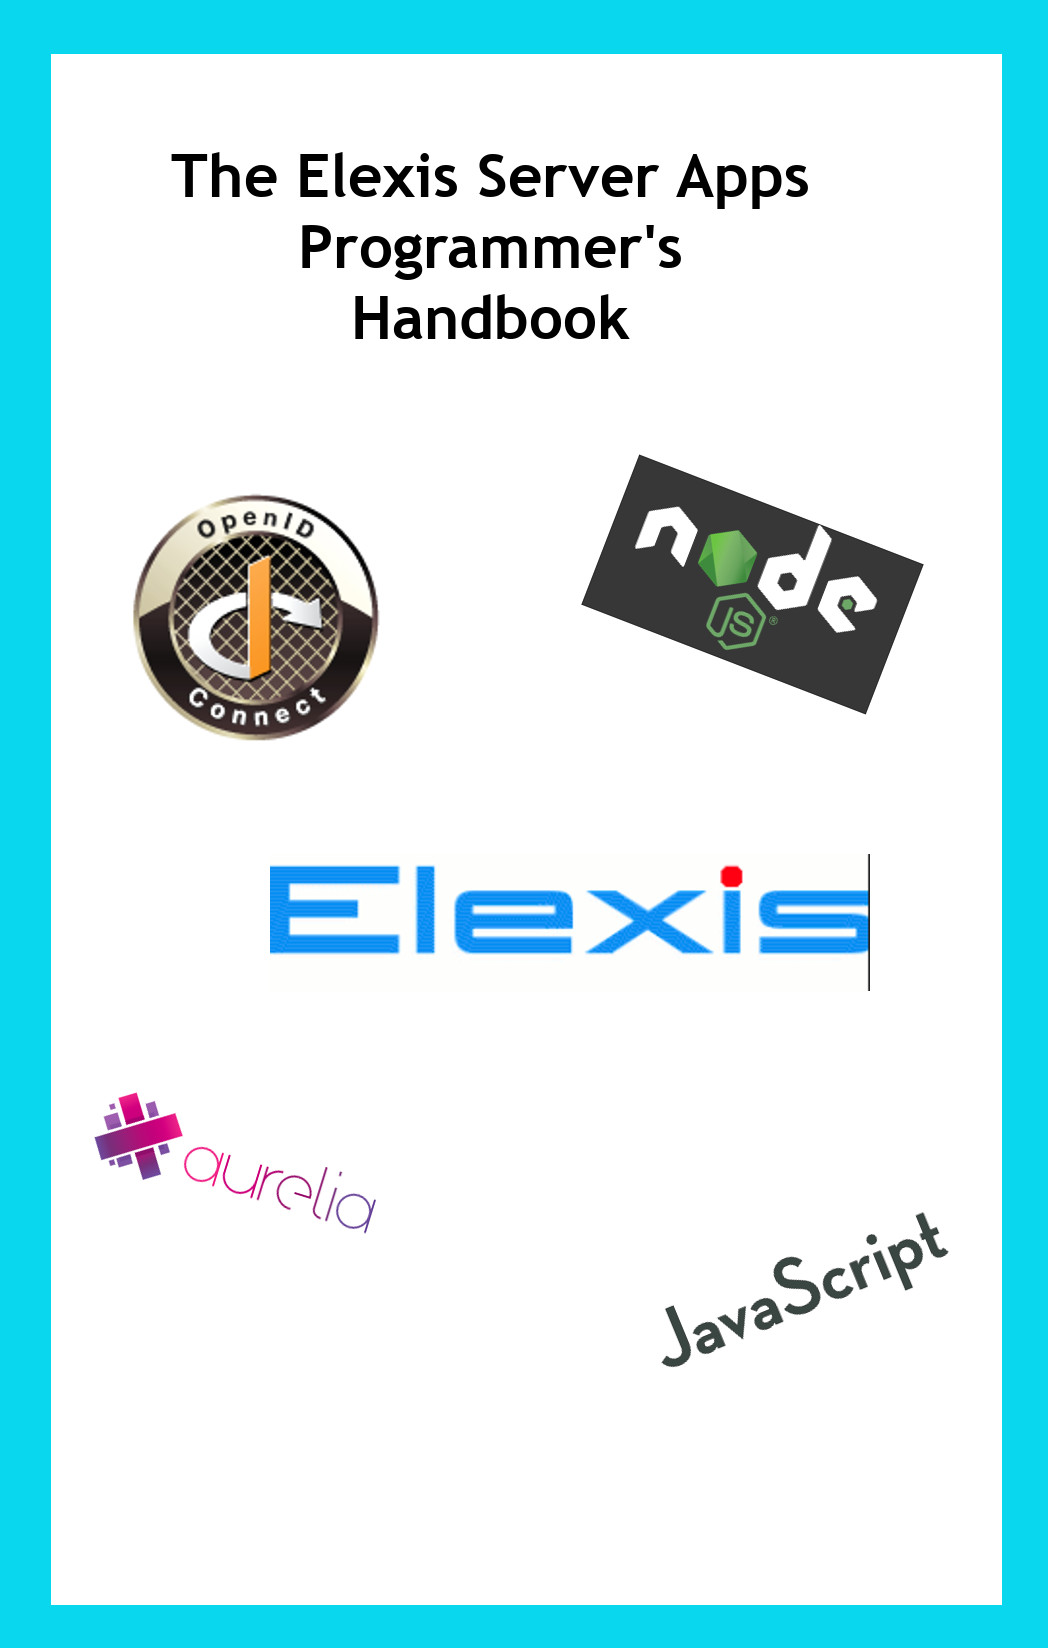 The Elexis Server Apps
Programmer's
Handbook
OpenID
Connect
node
JS®
Elexis
aurelia
JavaScript